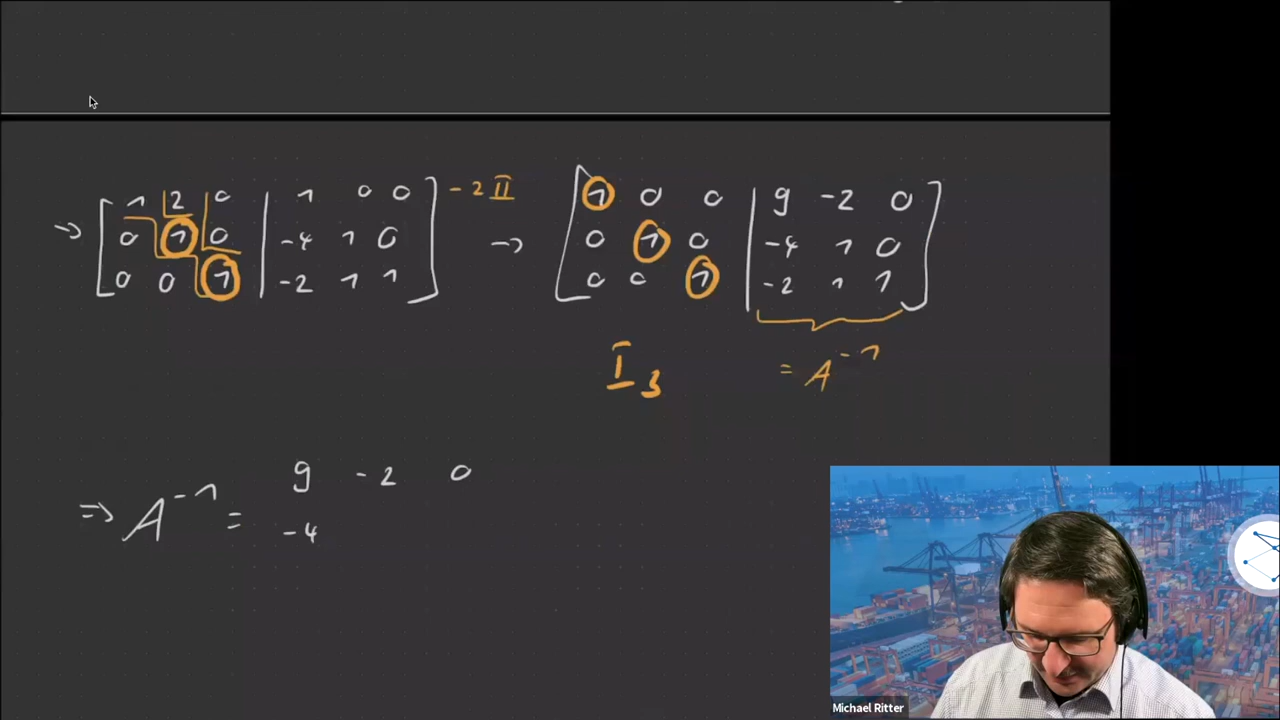 → [ 1 2 0 | 1 0 0 ] - 2 II → [ 1 0 0 | 9 -2 0 ]
[ 0 1 0 | -4 1 0 ] [ 0 1 0 | -4 1 0 ]
[ 0 0 1 | -2 1 1 ] [ 0 0 1 | -2 1 1 ]
I₃ = A⁻¹
⇒ A⁻¹ = 9 -2 0
-4
Michael Ritter